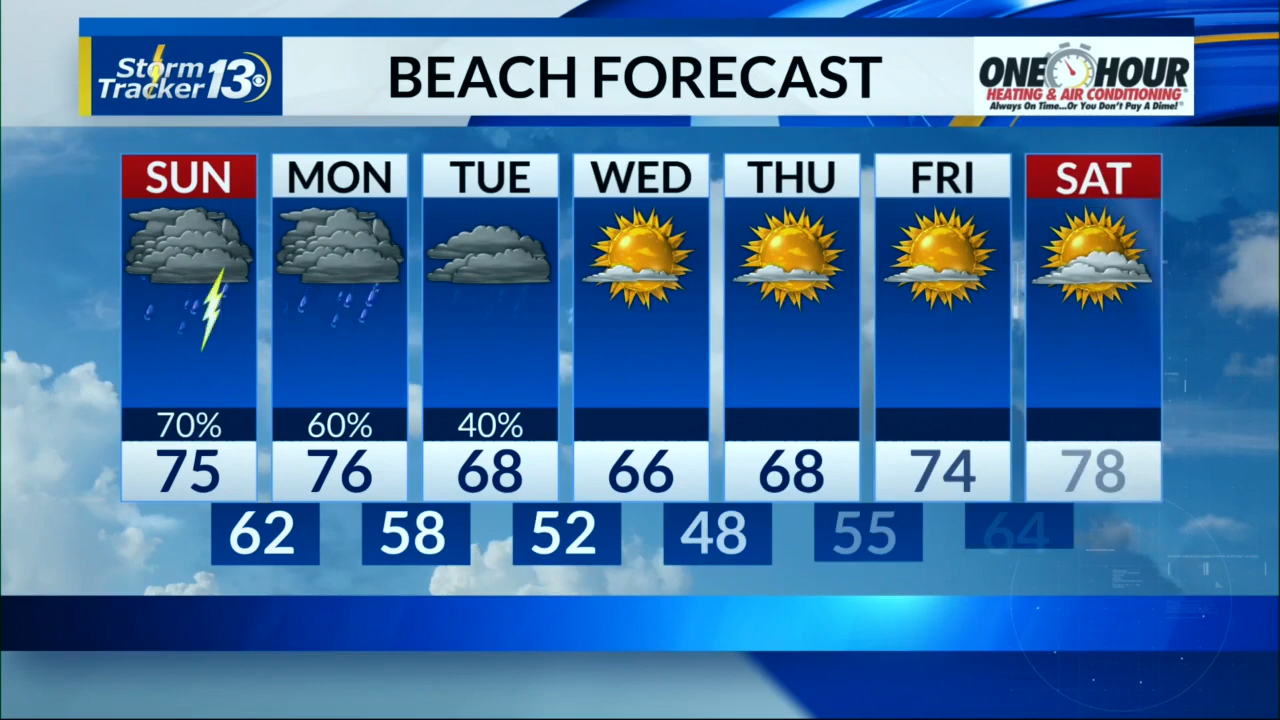 Storm
Tracker 13
BEACH FORECAST
ONE HOUR
HEATING & AIR CONDITIONING
Always On Time...Or You Don't Pay A Dime!
SUN MON TUE WED THU FRI SAT
70% 60% 40%
75 76 68 66 68 74 78
62 58 52 48 55 64